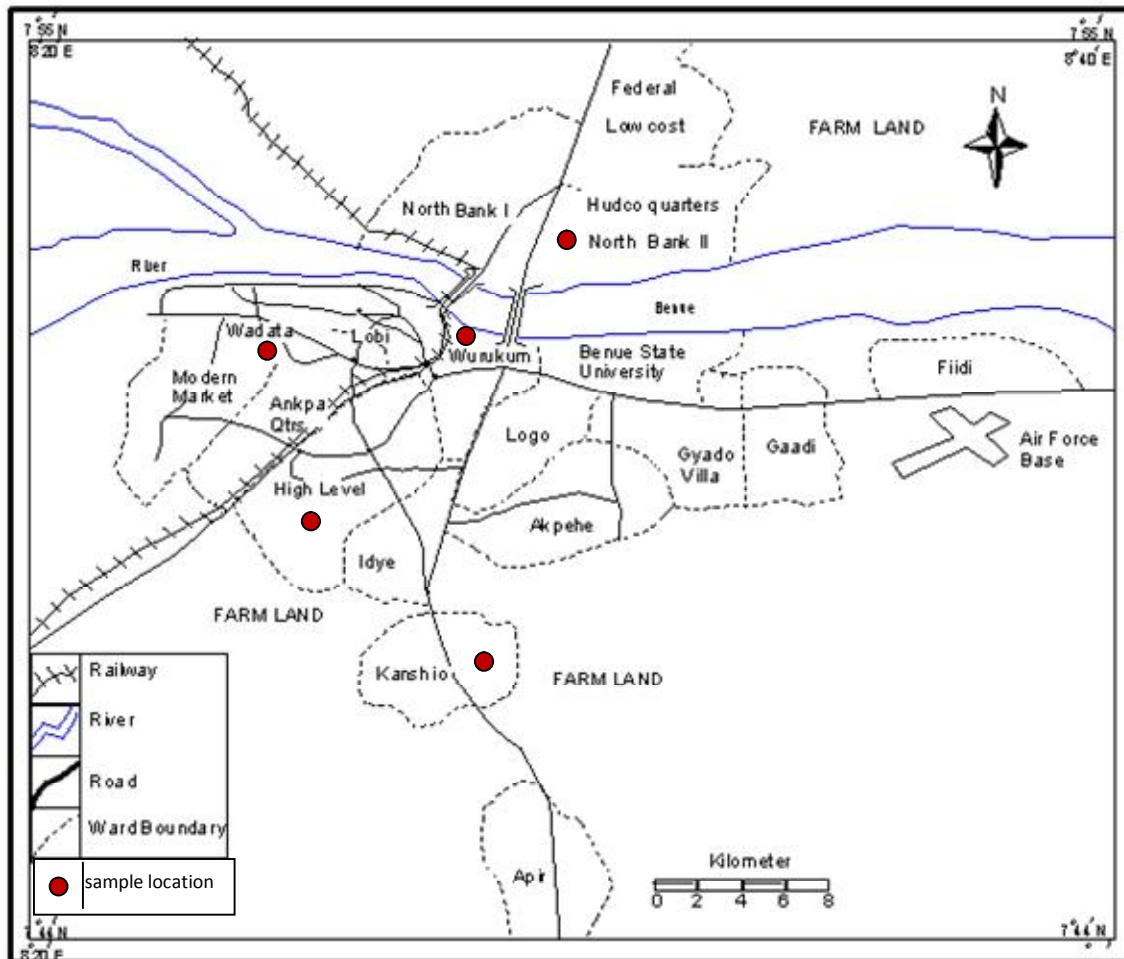 7°55' N
8°20' E
7°55' N
8°40' E
Federal
Low cost
FARM LAND
N
North Bank I
Hudco quarters
North Bank II
River
Benue
Wadata
Lobi
Wurukum
Benue State
University
Fiidi
Modern
Market
Ankpa
Qtrs
Logo
Gyado
Villa
Gaadi
Air Force
Base
High Level
Akpehe
Idye
FARM LAND
Kanshio
FARM LAND
Railway
River
Road
Ward Boundary
sample location
Apir
Kilometer
0 2 4 6 8
7°44' N
8°20' E
7°44' N